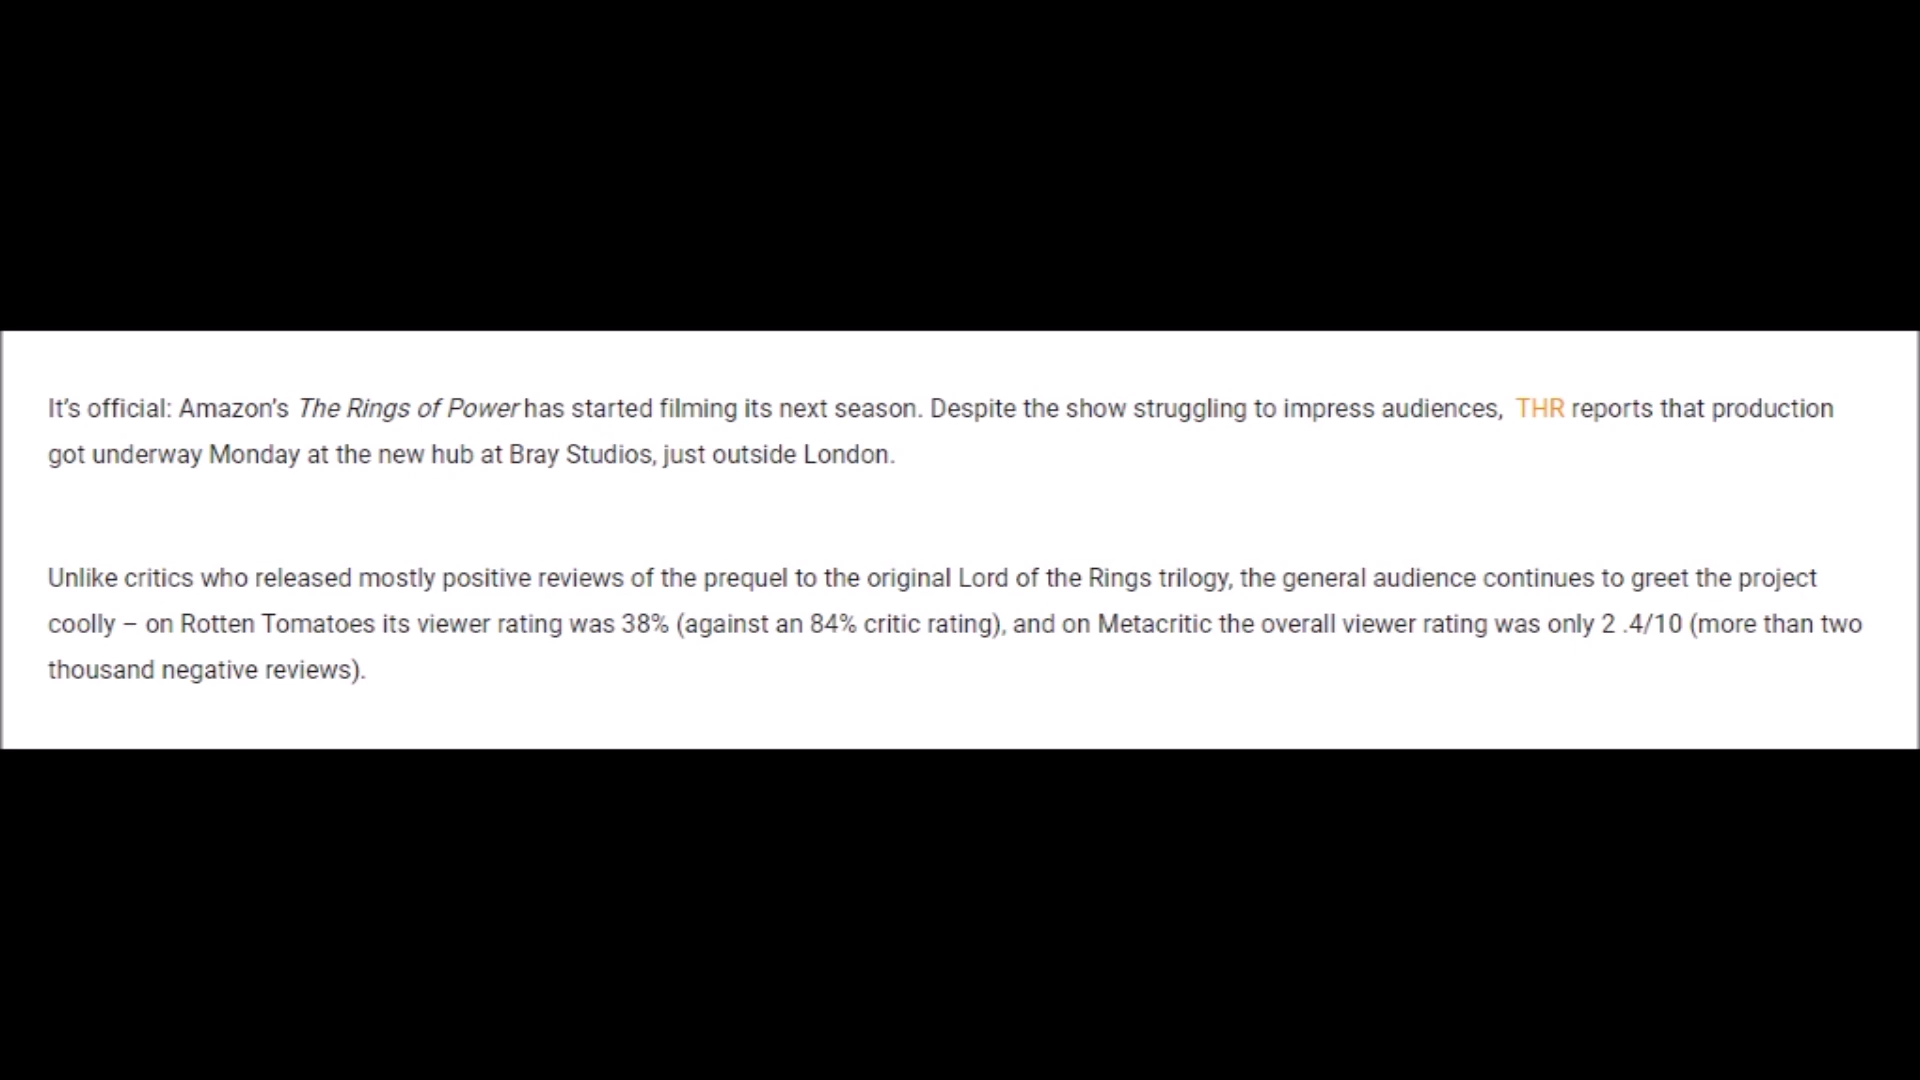 It's official: Amazon's The Rings of Power has started filming its next season. Despite the show struggling to impress audiences, THR reports that production
got underway Monday at the new hub at Bray Studios, just outside London.
Unlike critics who released mostly positive reviews of the prequel to the original Lord of the Rings trilogy, the general audience continues to greet the project
coolly – on Rotten Tomatoes its viewer rating was 38% (against an 84% critic rating), and on Metacritic the overall viewer rating was only 2 .4/10 (more than two
thousand negative reviews).